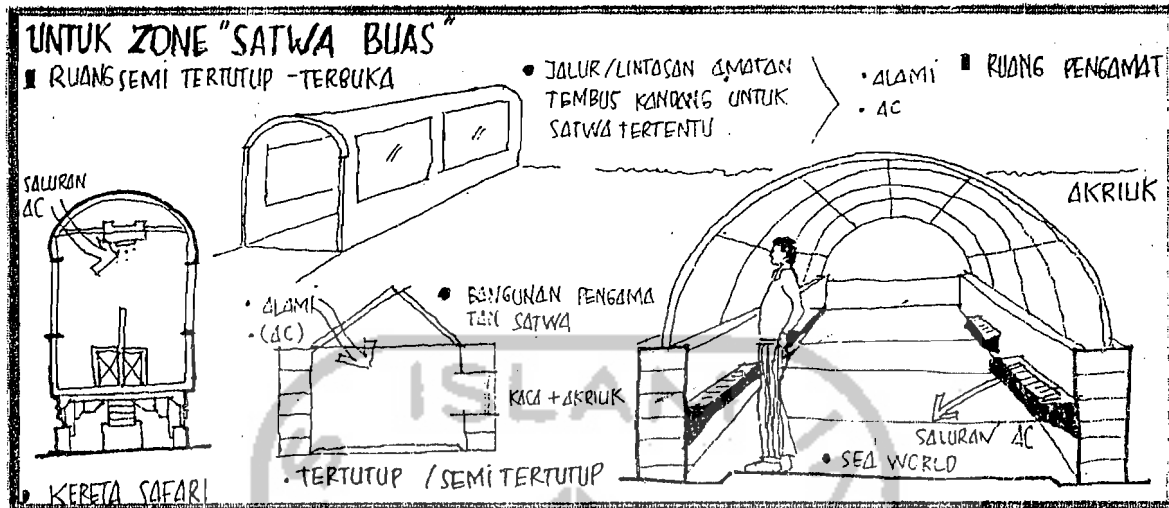 UNTUK ZONE "SATWA BUAS"
RUANG SEMI TERTUTUP - TERBUKA
• JALUR/LINTASAN AMATAN
TEMBUS KANDANG UNTUK
SATWA TERTENTU
• ALAMI
• AC
RUANG PENGAMAT
SALURAN
AC
AKRILIK
• ALAMI
• (AC)
• BANGUNAN PENGAMA
TAN SATWA
KACA + AKRILIK
ISLAM
SALURAN AC
• SEA WORLD
• TERTUTUP / SEMI TERTUTUP
• KERETA SAFARI